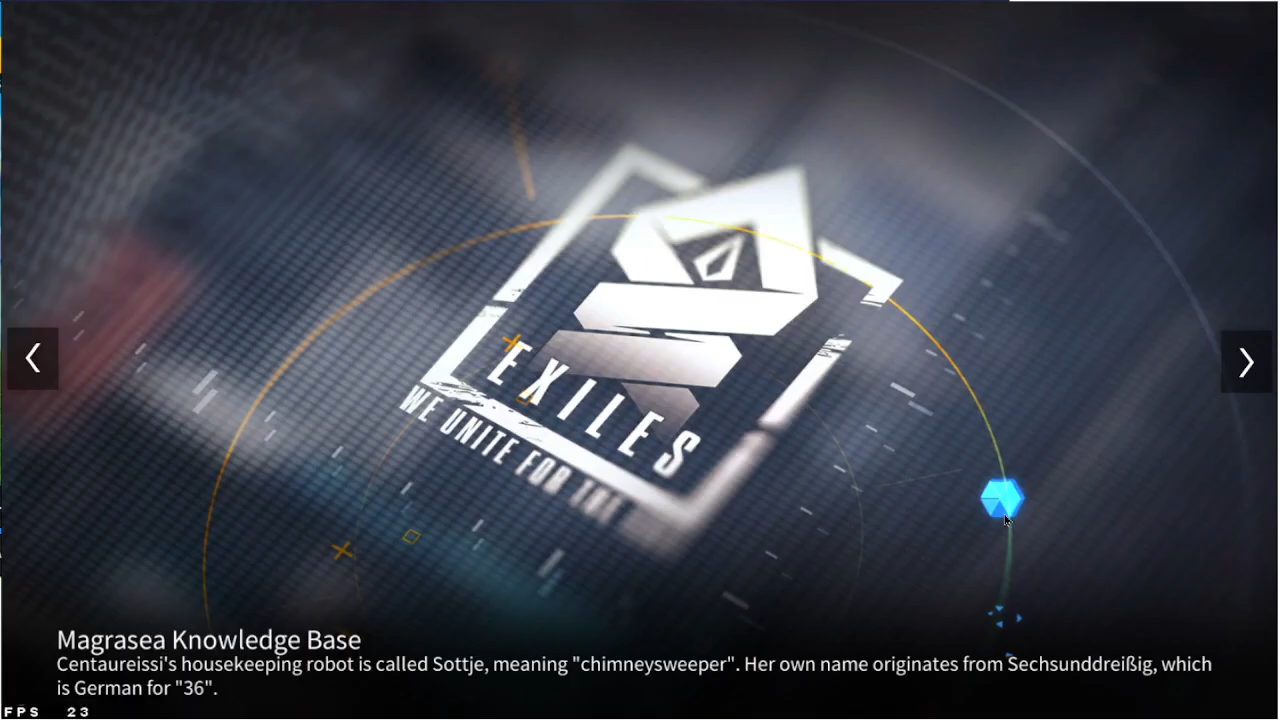 EXILES
WE UNITE FOR THE
Magrasea Knowledge Base
Centaureissi's housekeeping robot is called Sottje, meaning "chimneysweeper". Her own name originates from Sechsunddreißig, which
is German for "36".
FPS 23